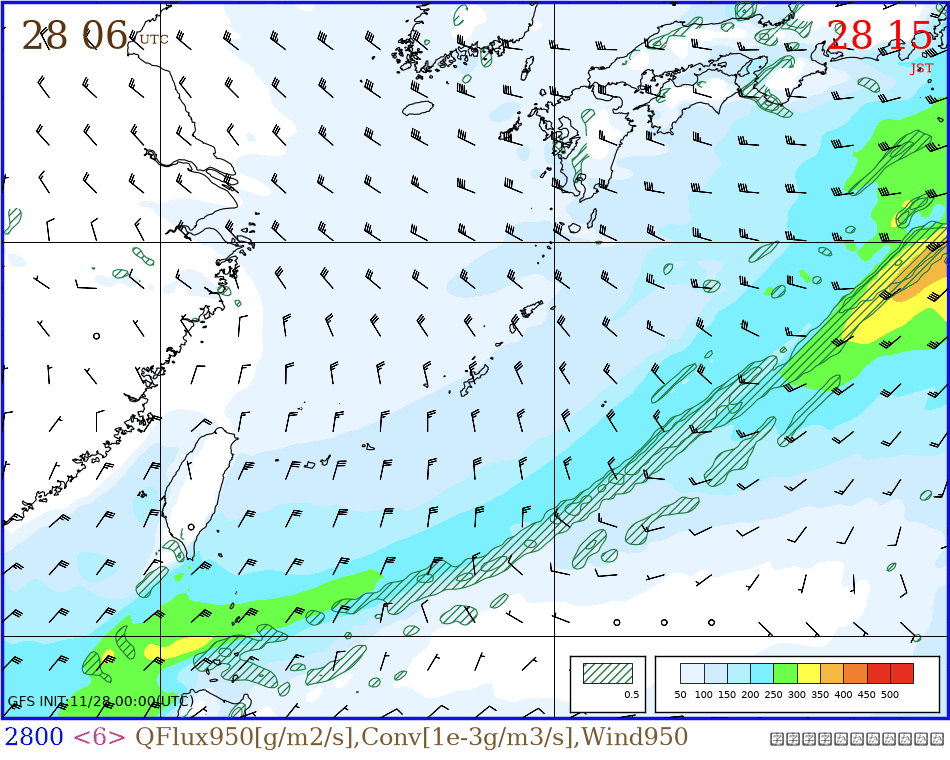 28 06 UTC
28 15
JST
0.5
50 100 150 200 250 300 350 400 450 500
GFS INIT:11/28 00:00(UTC)
2800 <6> QFlux950[g/m2/s],Conv[1e-3g/m3/s],Wind950